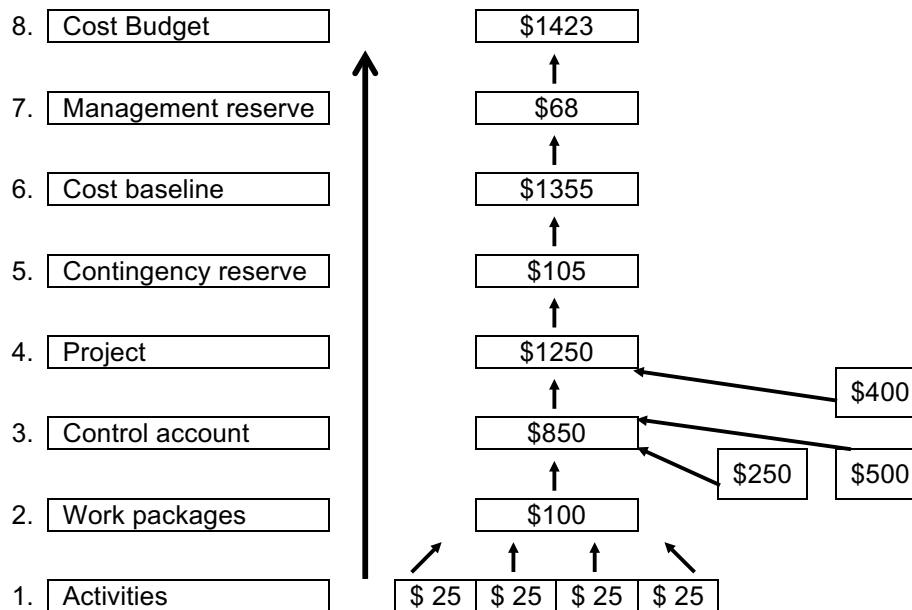 8. Cost Budget $1423
7. Management reserve $68
6. Cost baseline $1355
5. Contingency reserve $105
4. Project $1250
$400
3. Control account $850
$250 $500
2. Work packages $100
1. Activities $ 25 $ 25 $ 25 $ 25